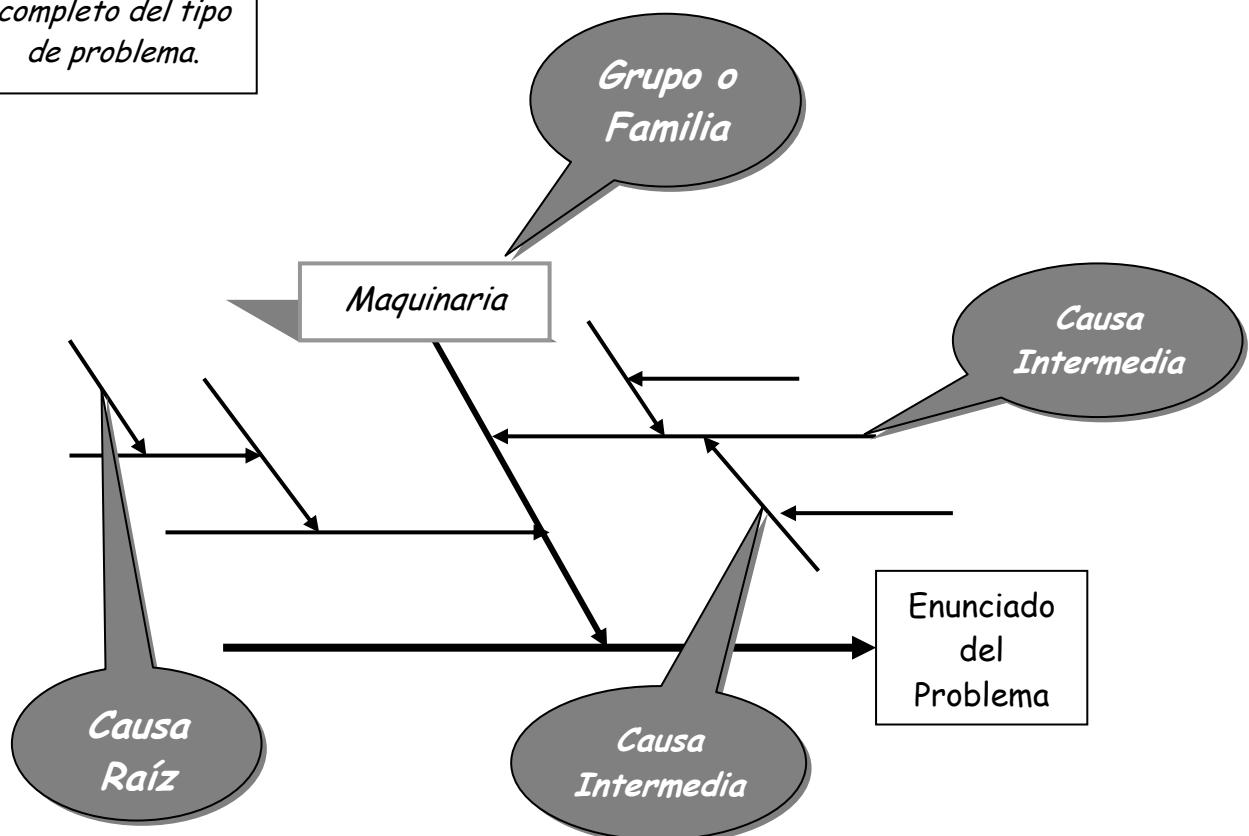 completo del tipo
de problema.
Grupo o
Familia
Maquinaria
Causa
Intermedia
Enunciado
del
Problema
Causa
Raíz
Causa
Intermedia